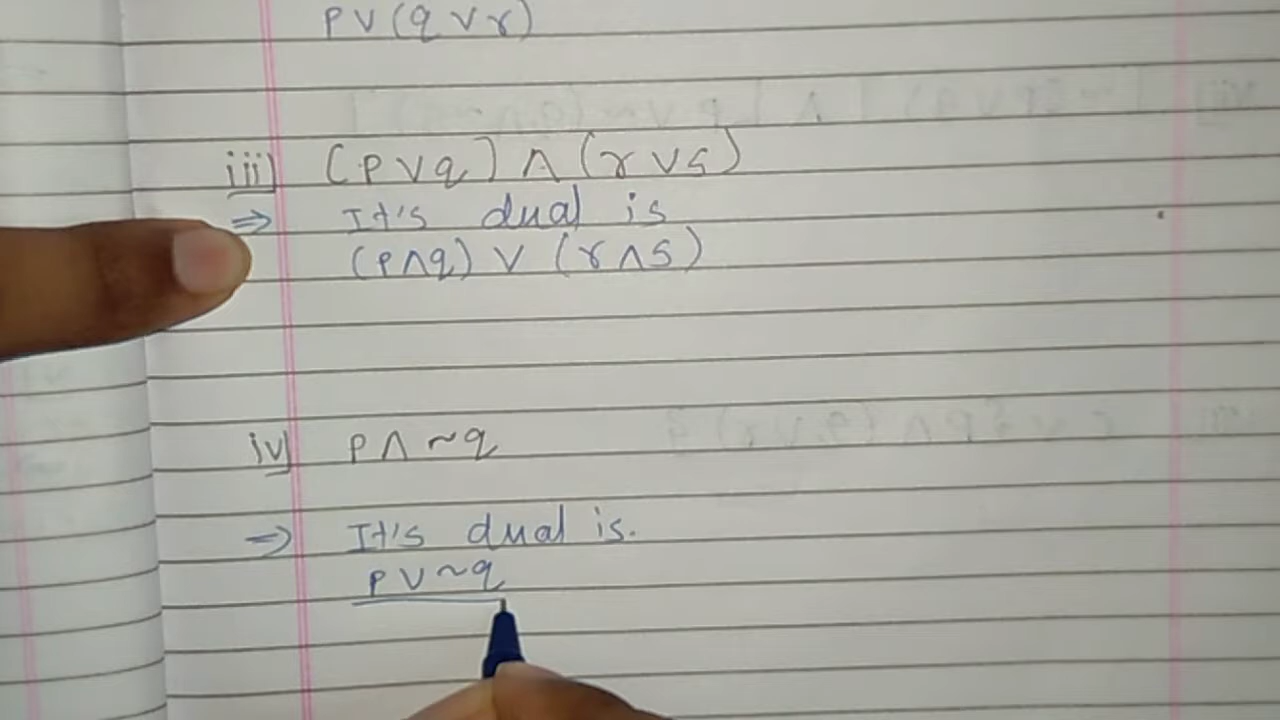 p∨(q∨r)
iii) (p∨q) ∧ (r∨s)
⇒ It's dual is
(p∧q) ∨ (r∧s)
iv) p∧~q
⇒ It's dual is.
p∨~q